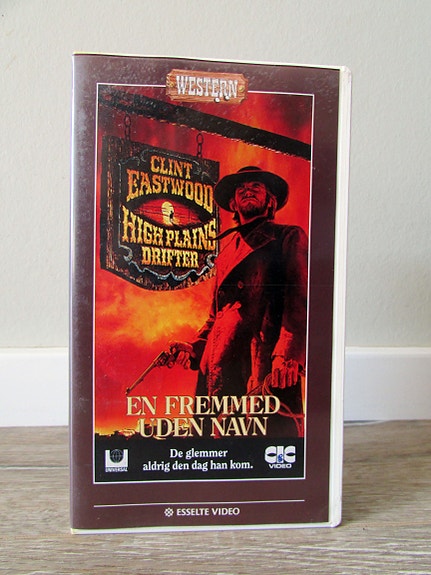 WESTERN
CLINT
EASTWOOD
HIGH PLAINS
DRIFTER
EN FREMMED
UDEN NAVN
De glemmer
aldrig den dag han kom.
UNIVERSAL
CIC
VIDEO
ESSELTE VIDEO